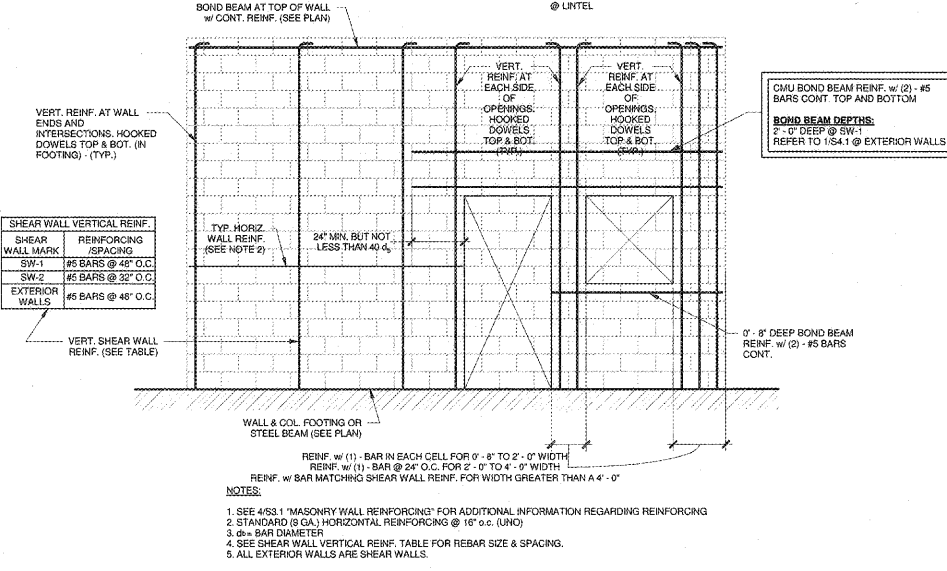 BOND BEAM AT TOP OF WALL
w/ CONT. REINF. (SEE PLAN)
@ LINTEL
VERT.
REINF. AT
EACH SIDE
OF
OPENINGS.
HOOKED
DOWELS
TOP & BOT.
(TYP.)
VERT.
REINF. AT
EACH SIDE
OF
OPENINGS.
HOOKED
DOWELS
TOP & BOT.
(TYP.)
CMU BOND BEAM REINF. w/ (2) - #5
BARS CONT. TOP AND BOTTOM
BOND BEAM DEPTHS:
2' - 0" DEEP @ SW-1
REFER TO 1/S4.1 @ EXTERIOR WALLS
VERT. REINF. AT WALL
ENDS AND
INTERSECTIONS. HOOKED
DOWELS TOP & BOT. (IN
FOOTING) - (TYP.)
SHEAR WALL VERTICAL REINF.
SHEAR
WALL MARK
REINFORCING
/SPACING
SW-1 #5 BARS @ 48" O.C.
SW-2 #5 BARS @ 32" O.C.
EXTERIOR
WALLS
#5 BARS @ 48" O.C.
TYP. HORIZ.
WALL REINF.
(SEE NOTE 2)
24" MIN. BUT NOT
LESS THAN 40 db
VERT. SHEAR WALL
REINF. (SEE TABLE)
0' - 8" DEEP BOND BEAM
REINF. w/ (2) - #5 BARS
CONT.
WALL & COL. FOOTING OR
STEEL BEAM (SEE PLAN)
REINF. w/ (1) - BAR IN EACH CELL FOR 0' - 8" TO 2' - 0" WIDTH
REINF. w/ (1) - BAR @ 24" O.C. FOR 2' - 0" TO 4' - 0" WIDTH
REINF. w/ BAR MATCHING SHEAR WALL REINF. FOR WIDTH GREATER THAN A 4' - 0"
NOTES:
1. SEE 4/S3.1 "MASONRY WALL REINFORCING" FOR ADDITIONAL INFORMATION REGARDING REINFORCING
2. STANDARD (9 GA.) HORIZONTAL REINFORCING @ 16" o.c. (UNO)
3. db = BAR DIAMETER
4. SEE SHEAR WALL VERTICAL REINF. TABLE FOR REBAR SIZE & SPACING.
5. ALL EXTERIOR WALLS ARE SHEAR WALLS.